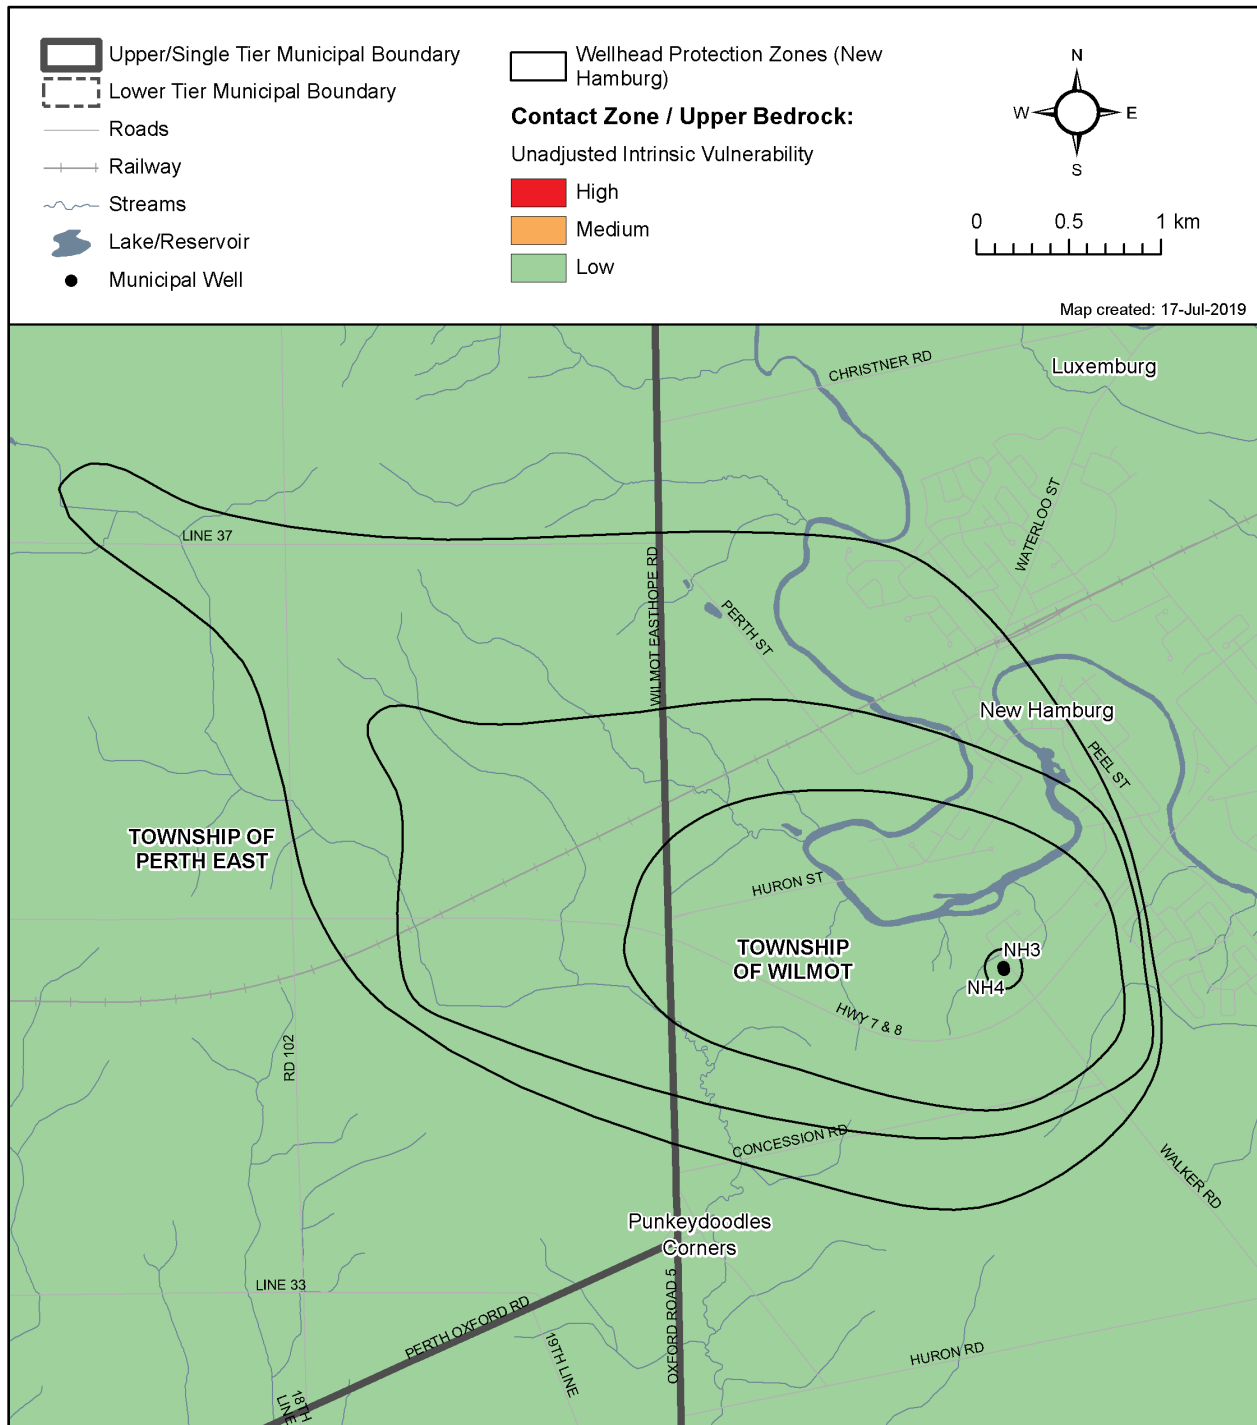 Upper/Single Tier Municipal Boundary
Lower Tier Municipal Boundary
Roads
Railway
Streams
Lake/Reservoir
Municipal Well
Wellhead Protection Zones (New
Hamburg)
Contact Zone / Upper Bedrock:
Unadjusted Intrinsic Vulnerability
High
Medium
Low
N
W
E
S
0 0.5 1 km
Map created: 17-Jul-2019
CHRISTNER RD
Luxemburg
WATERLOO ST
LINE 37
WILMOT EASTHOPE RD
PERTH ST
New Hamburg
PEEL ST
TOWNSHIP OF
PERTH EAST
HURON ST
TOWNSHIP
OF WILMOT
NH3
NH4
HWY 7 & 8
RD 102
CONCESSION RD
WALKER RD
Punkeydoodles
Corners
LINE 33
PERTH OXFORD RD
OXFORD ROAD 5
19TH LINE
HURON RD
18TH
LINE